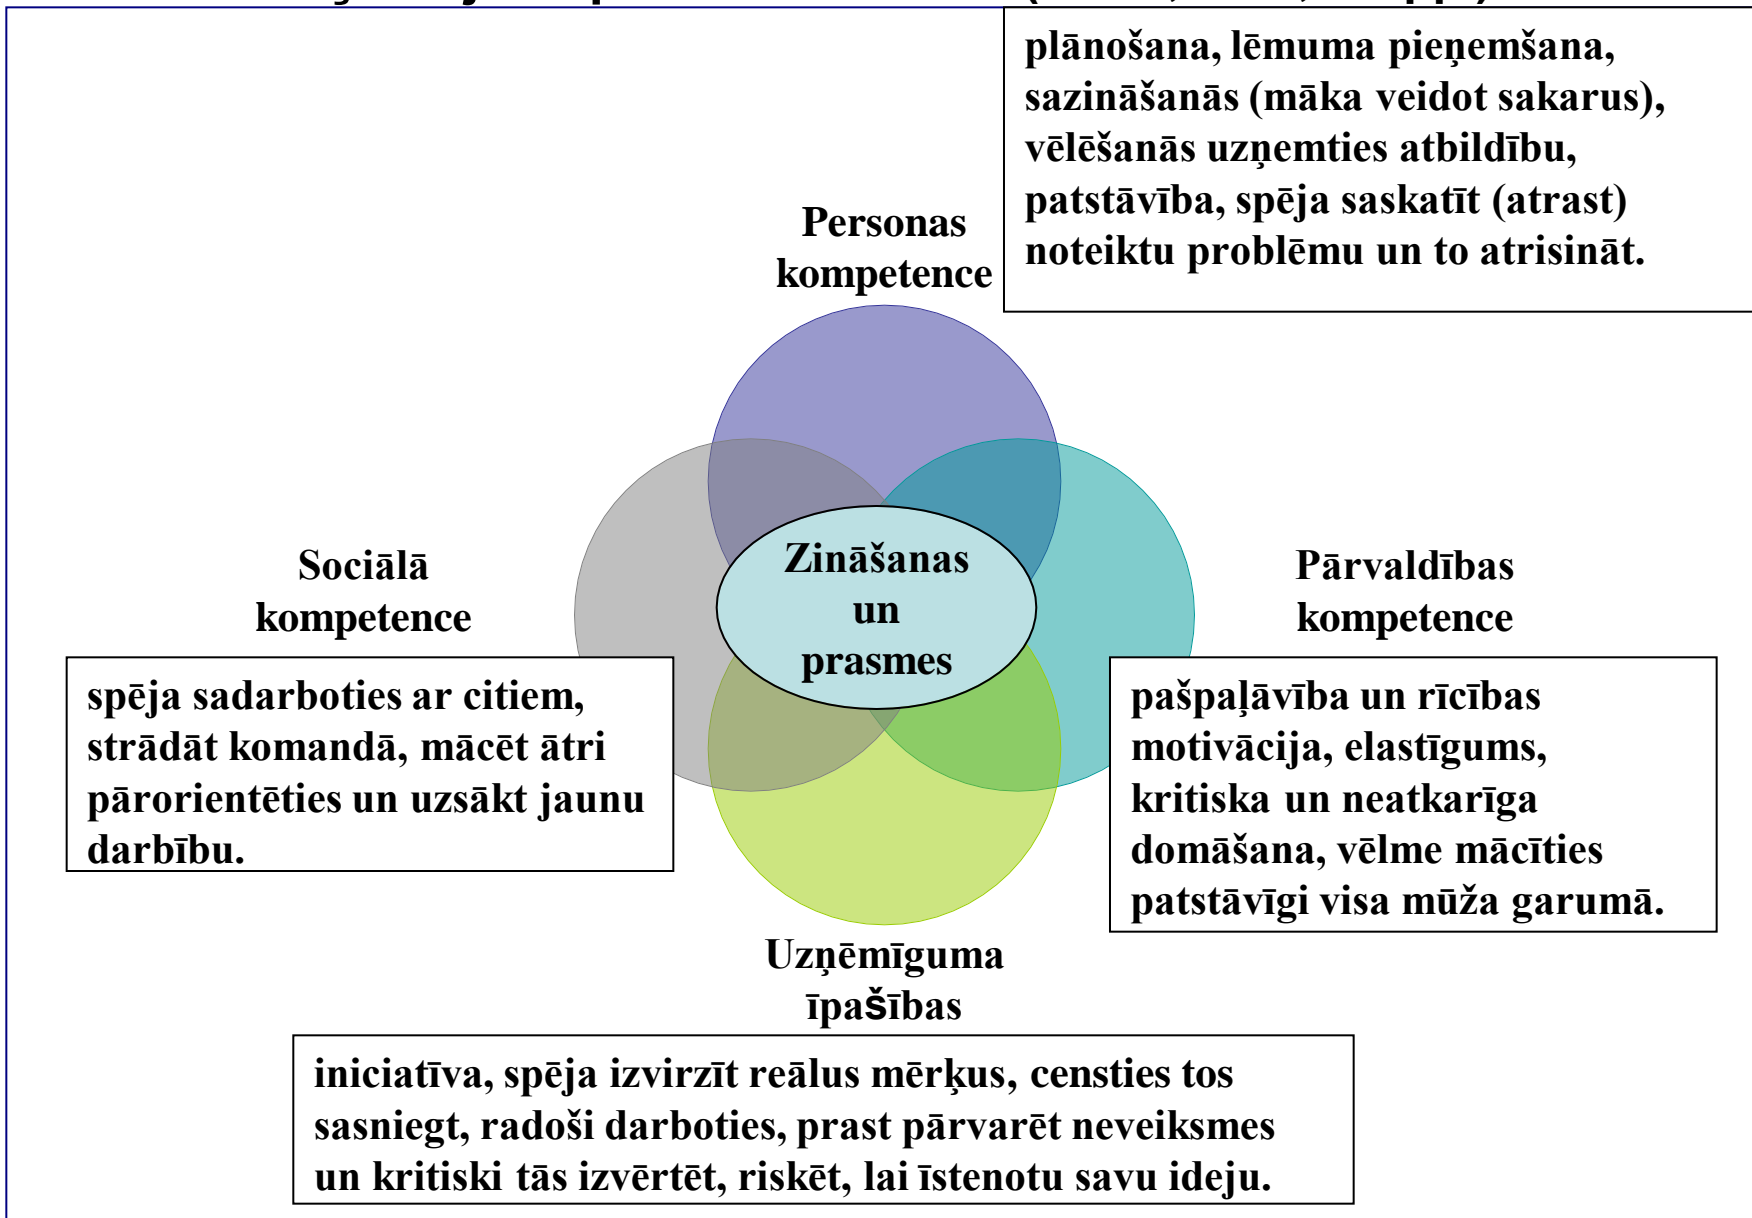 plānošana, lēmuma pieņemšana,
sazināšanās (māka veidot sakarus),
vēlēšanās uzņemties atbildību,
patstāvība, spēja saskatīt (atrast)
noteiktu problēmu un to atrisināt.
Personas
kompetence
Sociālā
kompetence
Zināšanas
un
prasmes
Pārvaldības
kompetence
spēja sadarboties ar citiem,
strādāt komandā, mācēt ātri
pārorientēties un uzsākt jaunu
darbību.
pašpaļāvība un rīcības
motivācija, elastīgums,
kritiska un neatkarīga
domāšana, vēlme mācīties
patstāvīgi visa mūža garumā.
Uzņēmīguma
īpašības
iniciatīva, spēja izvirzīt reālus mērķus, censties tos
sasniegt, radoši darboties, prast pārvarēt neveiksmes
un kritiski tās izvērtēt, riskēt, lai īstenotu savu ideju.